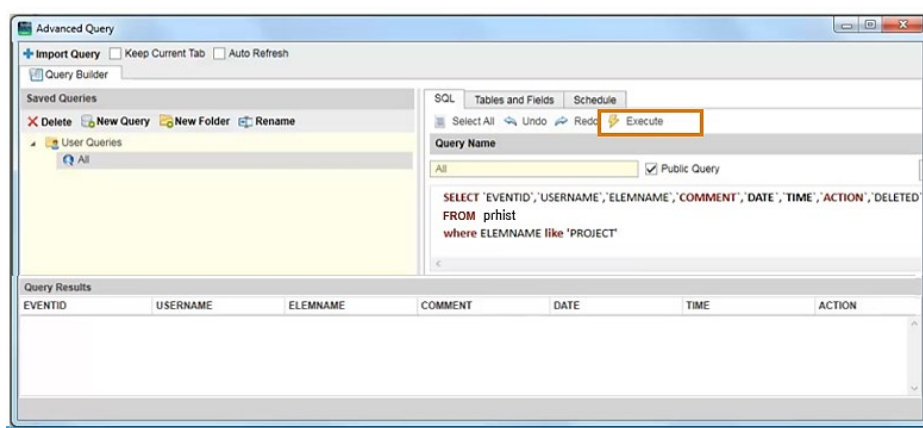 Advanced Query
Import Query Keep Current Tab Auto Refresh
Query Builder
Saved Queries
Delete New Query New Folder Rename
User Queries
All
SQL Tables and Fields Schedule
Select All Undo Redo Execute
Query Name
All Public Query
SELECT `EVENTID`,`USERNAME`,`ELEMNAME`,`COMMENT`,`DATE`,`TIME`,`ACTION`,`DELETED`
FROM prhist
where ELEMNAME like 'PROJECT'
Query Results
EVENTID USERNAME ELEMNAME COMMENT DATE TIME ACTION